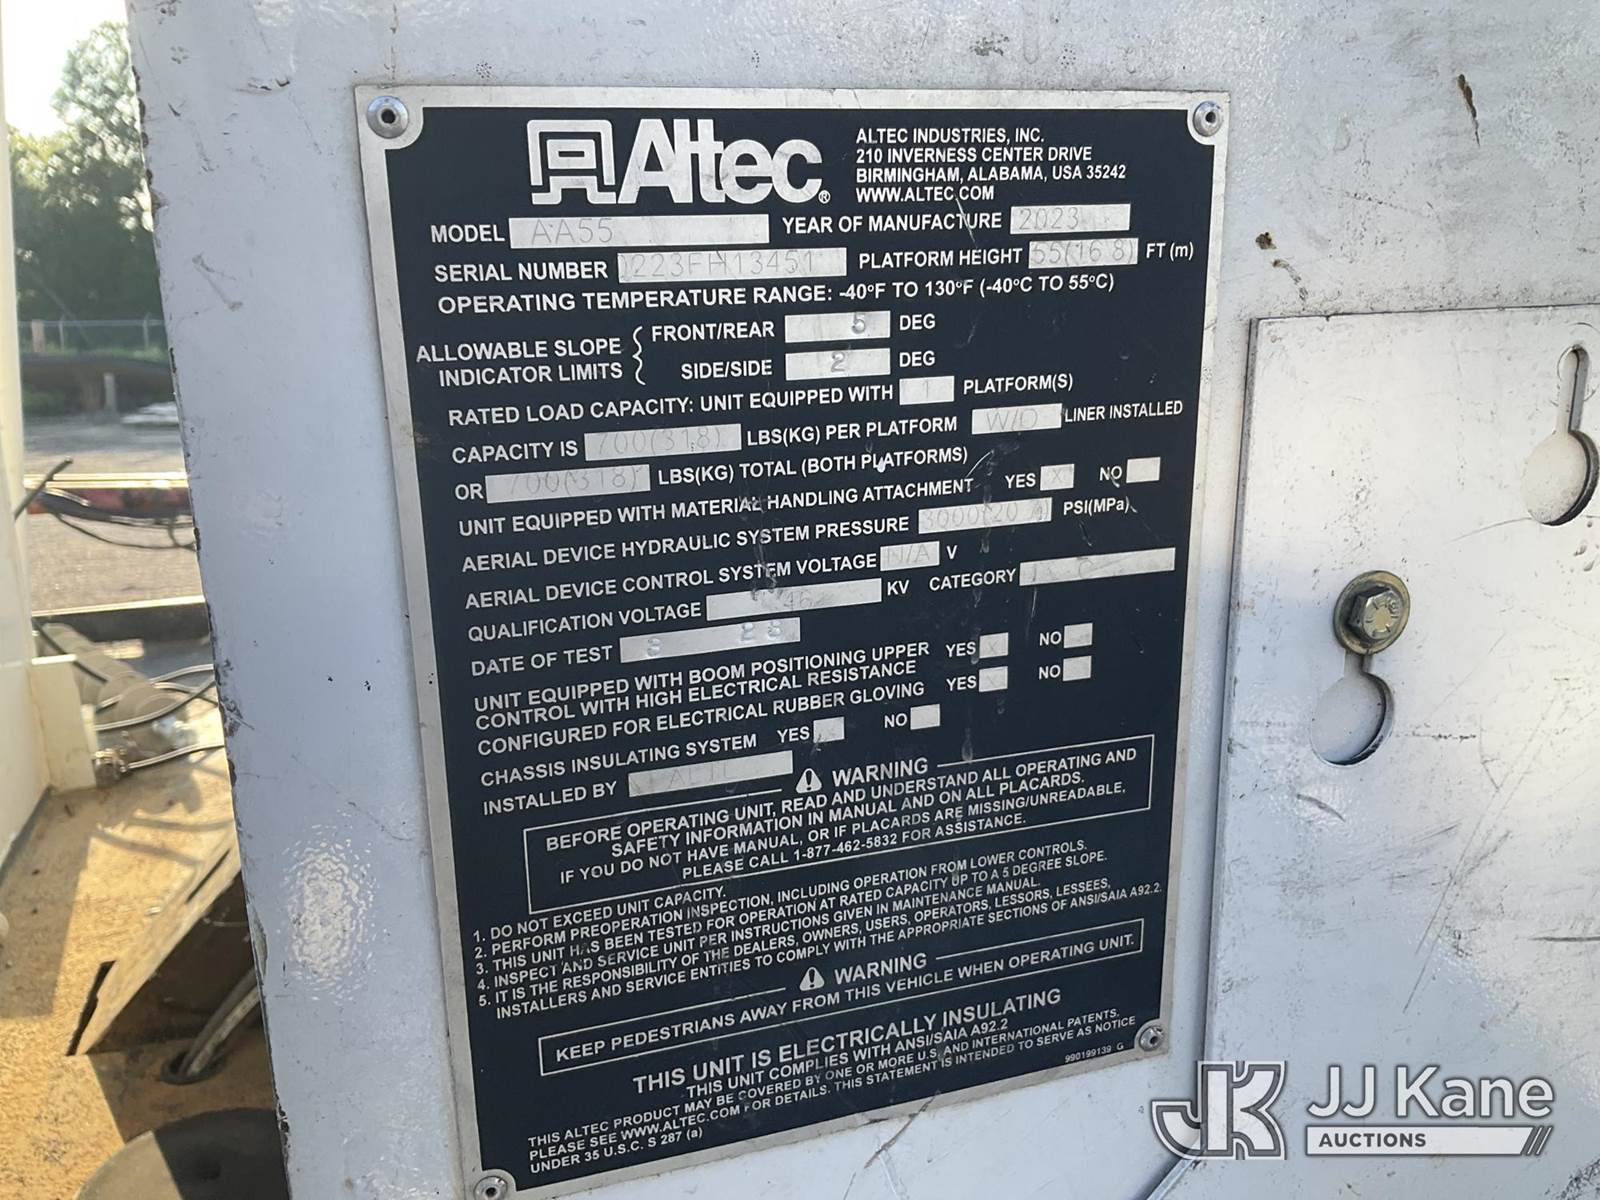 Altec®
ALTEC INDUSTRIES, INC.
210 INVERNESS CENTER DRIVE
BIRMINGHAM, ALABAMA, USA 35242
WWW.ALTEC.COM
MODEL AA55 YEAR OF MANUFACTURE 2023
SERIAL NUMBER 1223FH13451 PLATFORM HEIGHT 55(16.8) FT (m)
OPERATING TEMPERATURE RANGE: -40°F TO 130°F (-40°C TO 55°C)
ALLOWABLE SLOPE INDICATOR LIMITS
FRONT/REAR 5 DEG
SIDE/SIDE 2 DEG
RATED LOAD CAPACITY: UNIT EQUIPPED WITH 1 PLATFORM(S)
CAPACITY IS 700(318) LBS(KG) PER PLATFORM W/O LINER INSTALLED
OR 700(318) LBS(KG) TOTAL (BOTH PLATFORMS)
UNIT EQUIPPED WITH MATERIAL HANDLING ATTACHMENT YES X NO
AERIAL DEVICE HYDRAULIC SYSTEM PRESSURE 3000(20.7) PSI(MPa)
AERIAL DEVICE CONTROL SYSTEM VOLTAGE N/A V
QUALIFICATION VOLTAGE 46 KV CATEGORY C
DATE OF TEST
UNIT EQUIPPED WITH BOOM POSITIONING UPPER
CONTROL WITH HIGH ELECTRICAL RESISTANCE YES X NO
CONFIGURED FOR ELECTRICAL RUBBER GLOVING YES X NO
CHASSIS INSULATING SYSTEM YES NO
INSTALLED BY
WARNING
BEFORE OPERATING UNIT, READ AND UNDERSTAND ALL OPERATING AND
SAFETY INFORMATION IN MANUAL AND ON ALL PLACARDS.
IF YOU DO NOT HAVE MANUAL, OR IF PLACARDS ARE MISSING/UNREADABLE,
PLEASE CALL 1-877-462-5832 FOR ASSISTANCE.
1. DO NOT EXCEED UNIT CAPACITY.
2. PERFORM PREOPERATION INSPECTION, INCLUDING OPERATION FROM LOWER CONTROLS.
3. THIS UNIT HAS BEEN TESTED FOR OPERATION AT RATED CAPACITY UP TO A 5 DEGREE SLOPE.
4. INSPECT AND SERVICE UNIT PER INSTRUCTIONS GIVEN IN MAINTENANCE MANUAL.
5. IT IS THE RESPONSIBILITY OF THE DEALERS, OWNERS, USERS, OPERATORS, LESSORS, LESSEES,
INSTALLERS AND SERVICE ENTITIES TO COMPLY WITH THE APPROPRIATE SECTIONS OF ANSI/SAIA A92.2.
WARNING
KEEP PEDESTRIANS AWAY FROM THIS VEHICLE WHEN OPERATING UNIT.
THIS UNIT IS ELECTRICALLY INSULATING
THIS UNIT COMPLIES WITH ANSI/SAIA A92.2
THIS ALTEC PRODUCT MAY BE COVERED BY ONE OR MORE U.S. AND INTERNATIONAL PATENTS.
PLEASE SEE WWW.ALTEC.COM FOR DETAILS. THIS STATEMENT IS INTENDED TO SERVE AS NOTICE
UNDER 35 U.S.C. S 287 (a)
990199139 G
JJ Kane
AUCTIONS